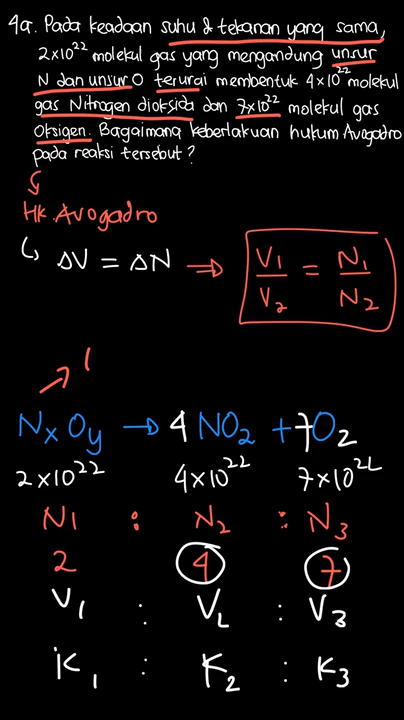 4a. Pada keadaan suhu & tekanan yang sama,
2x10²² molekul gas yang mengandung unsur
N dan unsur O terurai membentuk 4x10²² molekul
gas Nitrogen dioksida dan 7x10²² molekul gas
Oksigen. Bagaimana keberlakuan hukum Avogadro
pada reaksi tersebut?
Hk. Avogadro
ΔV = ΔN → V1/V2 = N1/N2
1
NxOy → 4NO2 + 7O2
2x10²² 4x10²² 7x10²²
N1 : N2 : N3
2 4 7
V1 : V2 : V3
K1 : K2 : K3